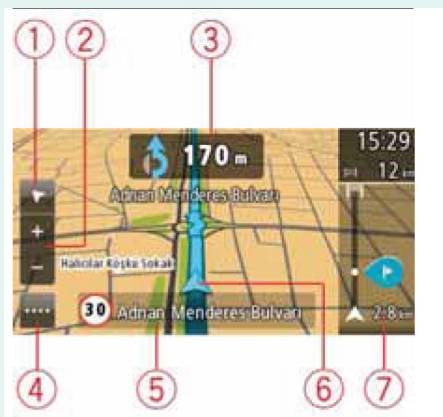 ① ② ③
170 m
15:29
12 km
Adnan Menderes Bulvarı
+
Halıcılar Köşkü Sokak
−
30 Adnan Menderes Bulvarı
2.8 km
④ ⑤ ⑥ ⑦